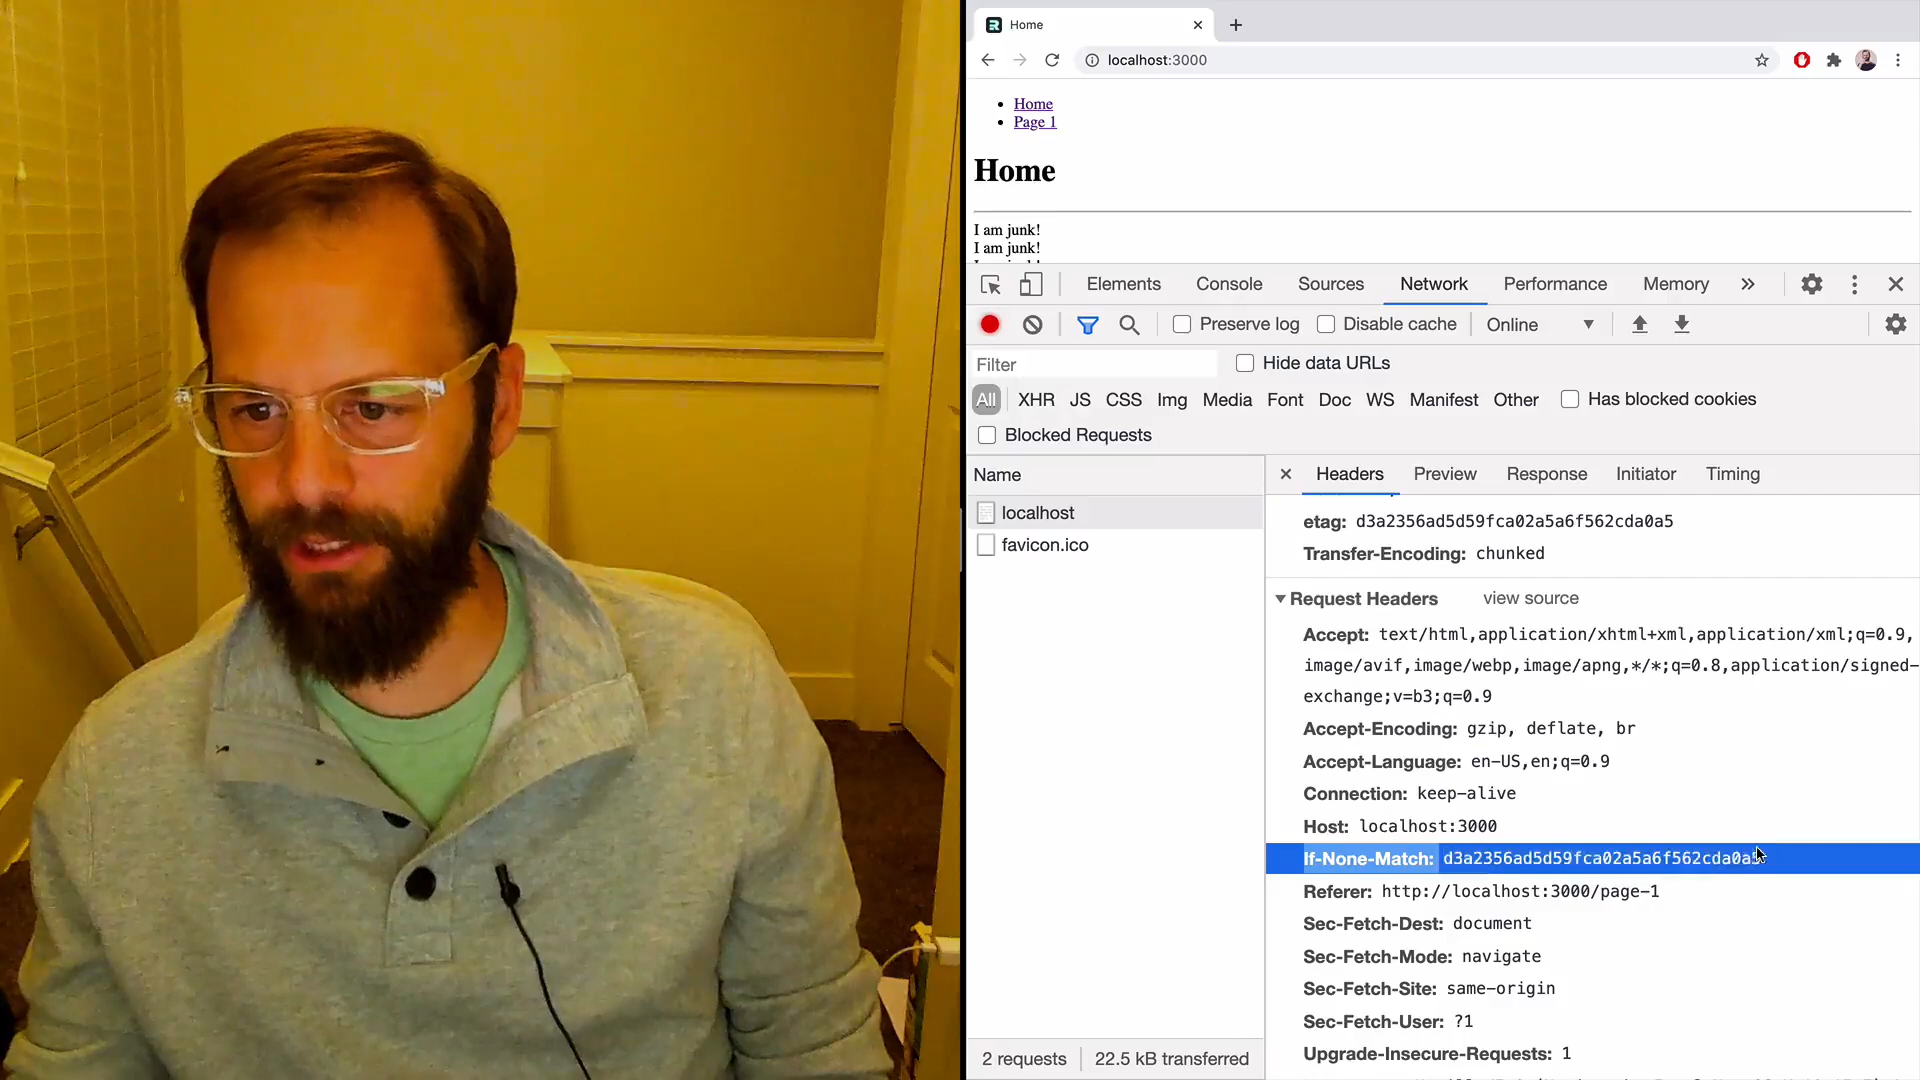 Home
localhost:3000
Home
Page 1
Home
I am junk!
I am junk!
Elements Console Sources Network Performance Memory
Preserve log Disable cache Online
Filter Hide data URLs
All XHR JS CSS Img Media Font Doc WS Manifest Other Has blocked cookies
Blocked Requests
Name
localhost
favicon.ico
2 requests 22.5 kB transferred
Headers Preview Response Initiator Timing
etag: d3a2356ad5d59fca02a5a6f562cda0a5
Transfer-Encoding: chunked
Request Headers view source
Accept: text/html,application/xhtml+xml,application/xml;q=0.9,
image/avif,image/webp,image/apng,*/*;q=0.8,application/signed-
exchange;v=b3;q=0.9
Accept-Encoding: gzip, deflate, br
Accept-Language: en-US,en;q=0.9
Connection: keep-alive
Host: localhost:3000
If-None-Match: d3a2356ad5d59fca02a5a6f562cda0a5
Referer: http://localhost:3000/page-1
Sec-Fetch-Dest: document
Sec-Fetch-Mode: navigate
Sec-Fetch-Site: same-origin
Sec-Fetch-User: ?1
Upgrade-Insecure-Requests: 1